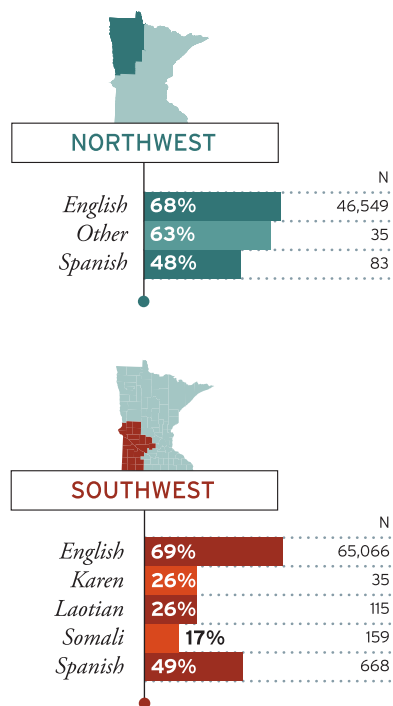 NORTHWEST
N
English 68% 46,549
Other 63% 35
Spanish 48% 83
SOUTHWEST
N
English 69% 65,066
Karen 26% 35
Laotian 26% 115
Somali 17% 159
Spanish 49% 668